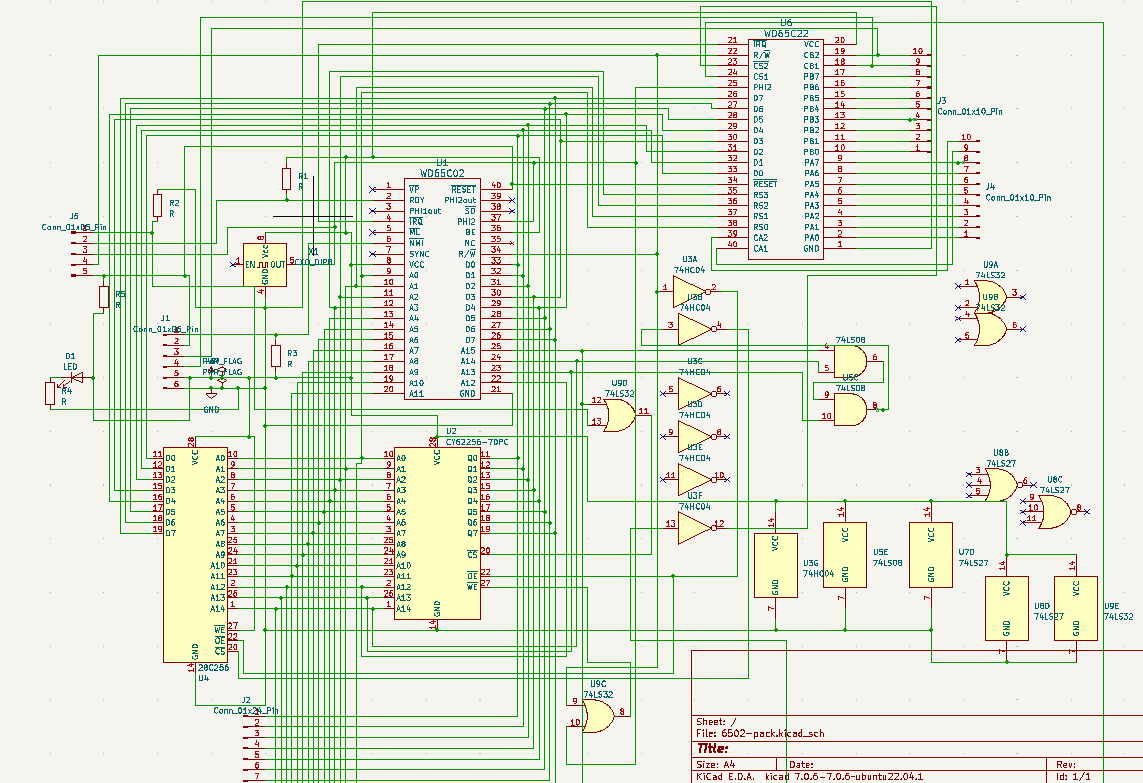 U6
WD65C22
21 IRQ VCC 20
22 R/W CB2 19
23 CS2 CB1 18
24 CS1 PB7 17
25 PHI2 PB6 16
26 D7 PB5 15
27 D6 PB4 14
28 D5 PB3 13
29 D4 PB2 12
30 D3 PB1 11
31 D2 PB0 10
32 D1 PA7 9
33 D0 PA6 8
34 RESET PA5 7
35 RS3 PA4 6
36 RS2 PA3 5
37 RS1 PA2 4
38 RS0 PA1 3
39 CA1 PA0 2
40 CA2 GND 1
10
9
8
7
6
5
4
3
2
1
J3
Conn_01x10_Pin
10
9
8
7
6
5
4
3
2
1
J4
Conn_01x10_Pin
U1
WD65C02
1 VP RESET 40
2 RDY PHI2out 39
3 PHI1out SO 38
4 IRQ PHI2 37
5 ML BE 36
6 NMI NC 35
7 SYNC R/W 34
8 VCC D0 33
9 A0 D1 32
10 A1 D2 31
11 A2 D3 30
12 A3 D4 29
13 A4 D5 28
14 A5 D6 27
15 A6 D7 26
16 A7 A15 25
17 A8 A14 24
18 A9 A13 23
19 A10 A12 22
20 A11 GND 21
R1
R
R2
R
J5
2
3
4
5
X1
8
Vcc
1 EN OUT 5
GND
4
R5
R
J1
1
2
3
4
5
6
R3
R
GND
D1
LED
R4
R
U3A
74HC04
1 2
U3B
74HC04
3 4
U3C
74HC04
5 6
U3D
74HC04
9 8
U3E
74HC04
11 10
U3F
74HC04
13 12
U9A
74LS32
1
2
3
U9B
74LS32
4
5
6
74LS08
4
5
6
U5C
74LS08
9
10
8
U9D
74LS32
12
13
11
28
VCC
11 D0 A0 10
12 D1 A1 9
13 D2 A2 8
15 D3 A3 7
16 D4 A4 6
17 D5 A5 5
18 D6 A6 4
19 D7 A7 3
A8 25
A9 24
A10 21
A11 23
A12 2
A13 26
A14 1
WE 27
OE 22
CS 20
GND
14
28C256
U4
U2
CY62256-70PC
28
VCC
10 A0 Q0 11
9 A1 Q1 12
8 A2 Q2 13
7 A3 Q3 15
6 A4 Q4 16
5 A5 Q5 17
4 A6 Q6 18
3 A7 Q7 19
25 A8
24 A9 CS 20
21 A10
23 A11 OE 22
2 A12 WE 27
26 A13
1 A14
GND
14
U8B
74LS27
3
4
5
6
U8C
74LS27
9
10
11
8
14
VCC
GND
7
U3G
74HC04
14
VCC
GND
7
U5E
74LS08
14
VCC
GND
7
U7D
74LS27
14
VCC
GND
U8D
74LS27
14
VCC
GND
U9E
74LS32
J2
Conn_01x24_Pin
2
3
4
5
6
7
U9C
74LS32
9
10
8
Sheet: /
File: 6502-pack.kicad_sch
Title:
Size: A4 Date: Rev:
KiCad E.D.A. kicad 7.0.6-7.0.6~ubuntu22.04.1 Id: 1/1